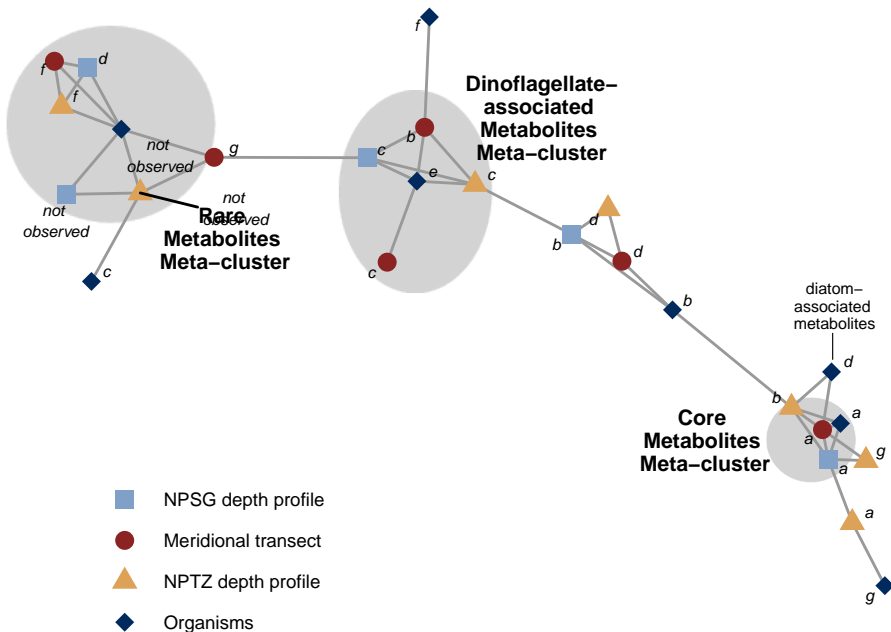 f
d
f
f
not
observed
g
not
observed
not
observed
Rare
Metabolites
Meta−cluster
c
Dinoflagellate−
associated
Metabolites
Meta−cluster
b
c
e
c
c
d
b
d
b
diatom−
associated
metabolites
d
b
a
a
g
a
a
g
Core
Metabolites
Meta−cluster
NPSG depth profile
Meridional transect
NPTZ depth profile
Organisms